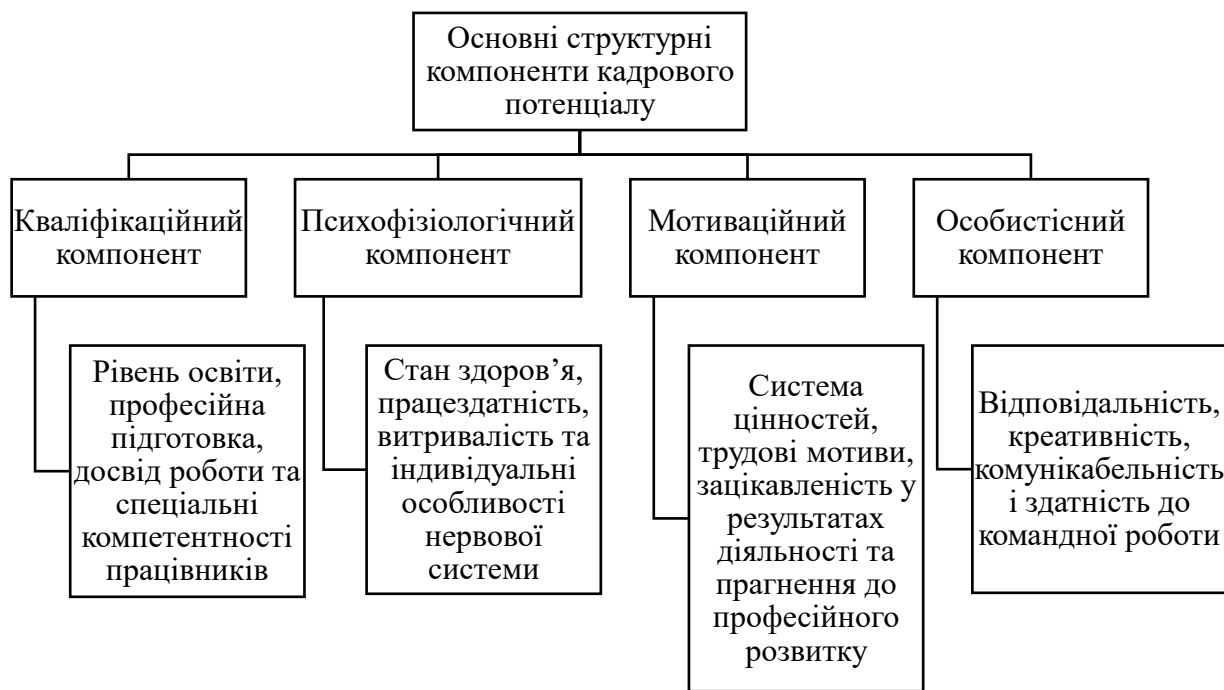 Основні структурні
компоненти кадрового
потенціалу
Кваліфікаційний
компонент
Психофізіологічний
компонент
Мотиваційний
компонент
Особистісний
компонент
Рівень освіти,
професійна
підготовка,
досвід роботи та
спеціальні
компетентності
працівників
Стан здоров’я,
працездатність,
витривалість та
індивідуальні
особливості
нервової
системи
Система
цінностей,
трудові мотиви,
зацікавленість у
результатах
діяльності та
прагнення до
професійного
розвитку
Відповідальність,
креативність,
комунікабельність
і здатність до
командної роботи